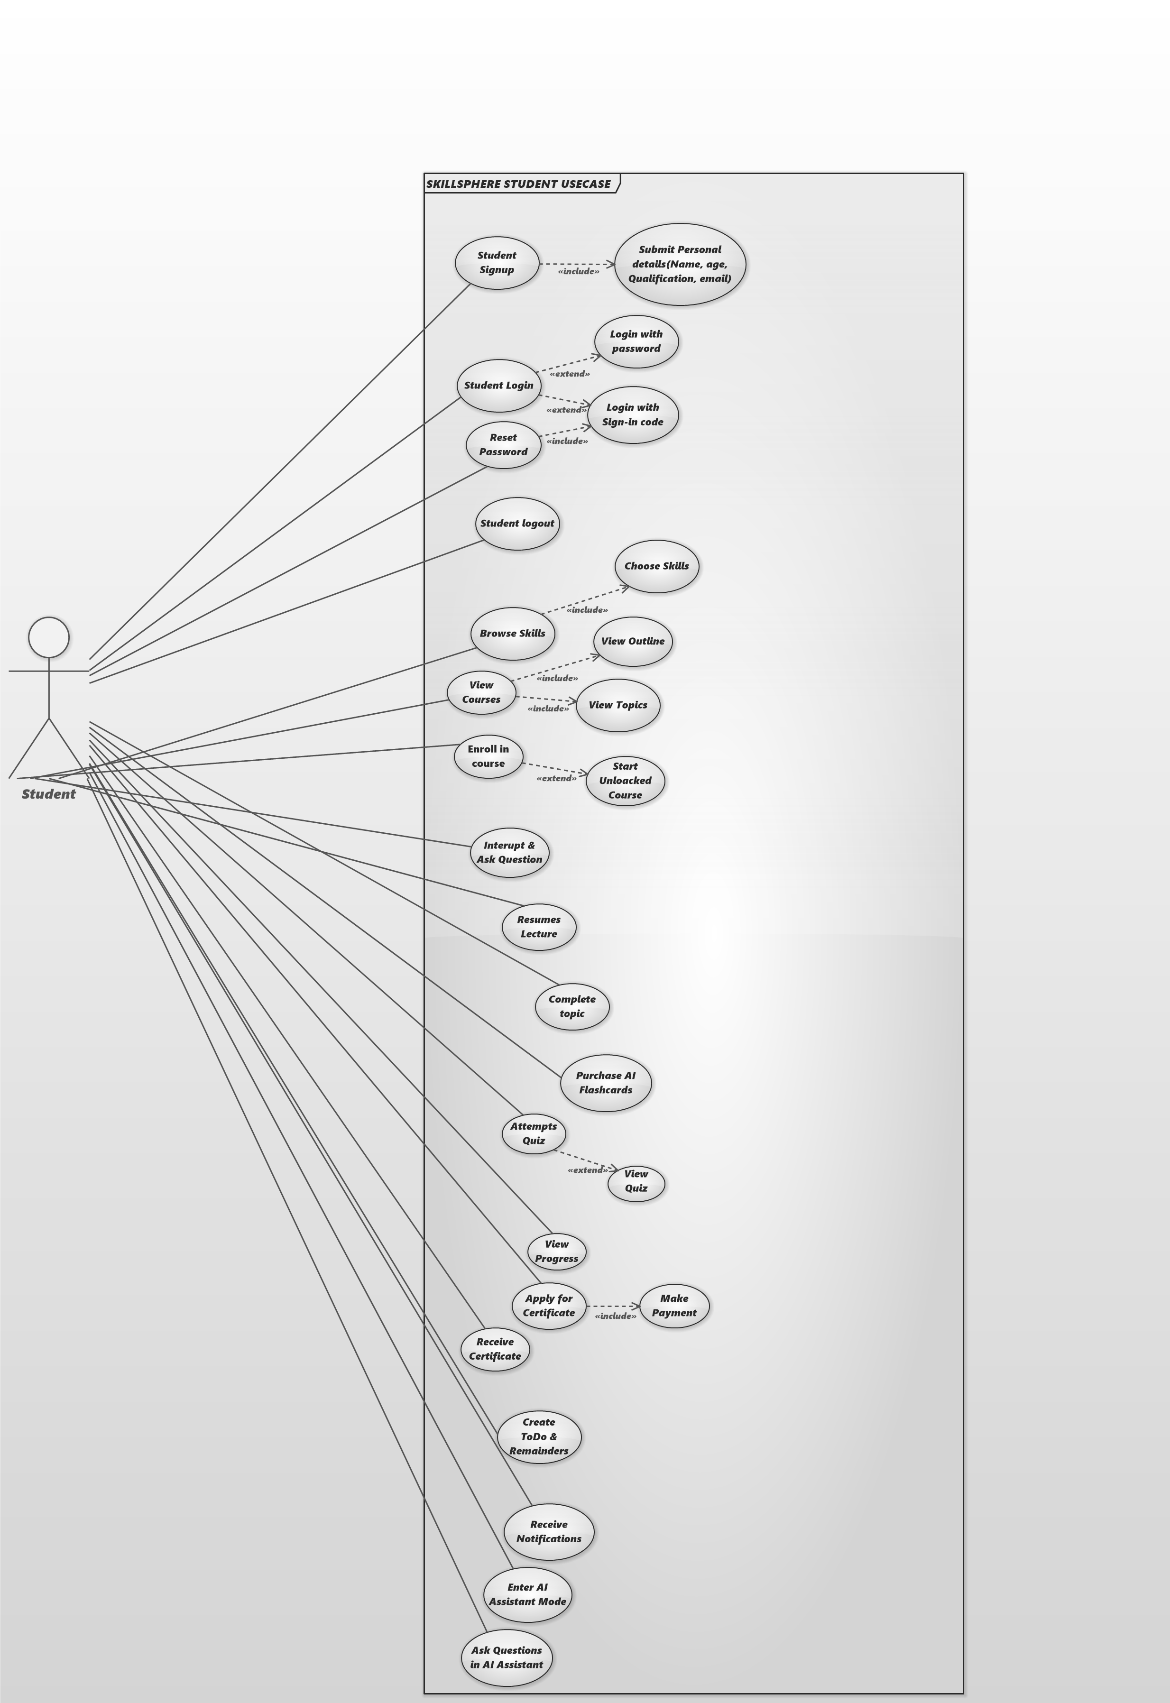 SKILLSPHERE STUDENT USECASE
Student
Signup
«include»
Submit Personal
details(Name, age,
Qualification, email)
Login with
password
Student Login
«extend»
«extend»
Login with
Sign-in code
Reset
Password
«include»
Student logout
Choose Skills
«include»
Browse Skills
View Outline
«include»
View
Courses
«include»
View Topics
Enroll in
course
«extend»
Start
Unloacked
Course
Student
Interupt &
Ask Question
Resumes
Lecture
Complete
topic
Purchase AI
Flashcards
Attempts
Quiz
«extend»
View
Quiz
View
Progress
Apply for
Certificate
«include»
Make
Payment
Receive
Certificate
Create
ToDo &
Remainders
Receive
Notifications
Enter AI
Assistant Mode
Ask Questions
in AI Assistant